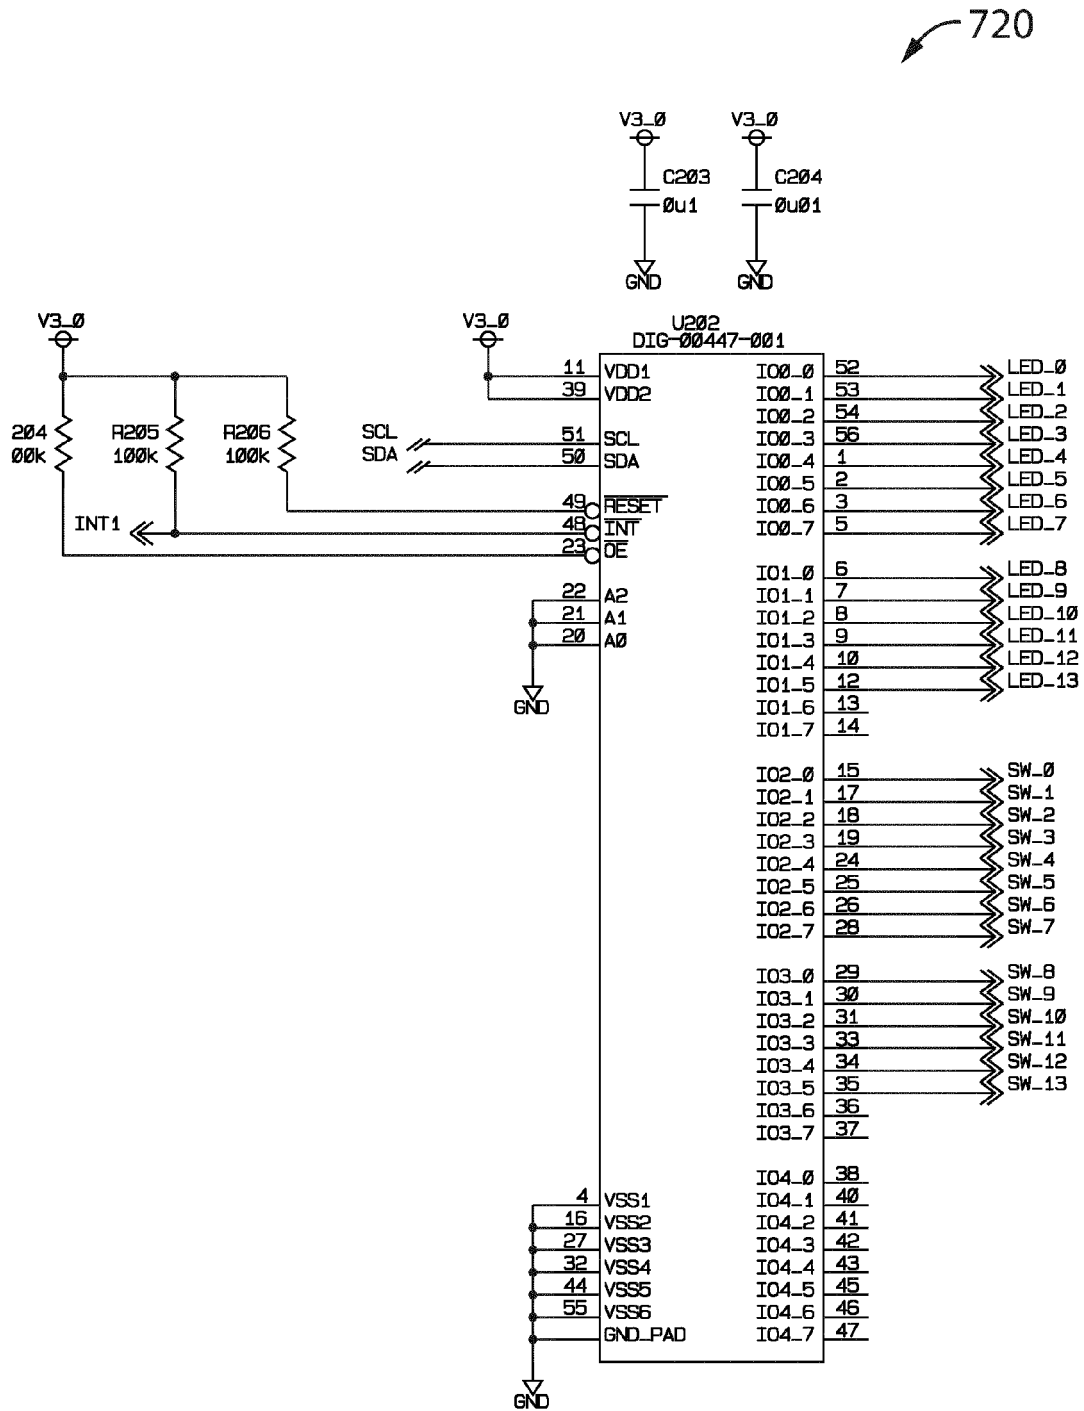 720
V3_0 V3_0
C203 C204
0u1 0u01
GND GND
V3_0 V3_0
U202
DIG-00447-001
11 VDD1 IO0_0 52 LED_0
39 VDD2 IO0_1 53 LED_1
IO0_2 54 LED_2
204 R205 R206 SCL 51 SCL IO0_3 56 LED_3
00k 100k 100k SDA 50 SDA IO0_4 1 LED_4
IO0_5 2 LED_5
49 RESET IO0_6 3 LED_6
INT1 48 INT IO0_7 5 LED_7
23 OE
IO1_0 6 LED_8
22 A2 IO1_1 7 LED_9
21 A1 IO1_2 8 LED_10
20 A0 IO1_3 9 LED_11
IO1_4 10 LED_12
IO1_5 12 LED_13
GND IO1_6 13
IO1_7 14
IO2_0 15 SW_0
IO2_1 17 SW_1
IO2_2 18 SW_2
IO2_3 19 SW_3
IO2_4 24 SW_4
IO2_5 25 SW_5
IO2_6 26 SW_6
IO2_7 28 SW_7
IO3_0 29 SW_8
IO3_1 30 SW_9
IO3_2 31 SW_10
IO3_3 33 SW_11
IO3_4 34 SW_12
IO3_5 35 SW_13
IO3_6 36
IO3_7 37
IO4_0 38
4 VSS1 IO4_1 40
16 VSS2 IO4_2 41
27 VSS3 IO4_3 42
32 VSS4 IO4_4 43
44 VSS5 IO4_5 45
55 VSS6 IO4_6 46
GND_PAD IO4_7 47
GND